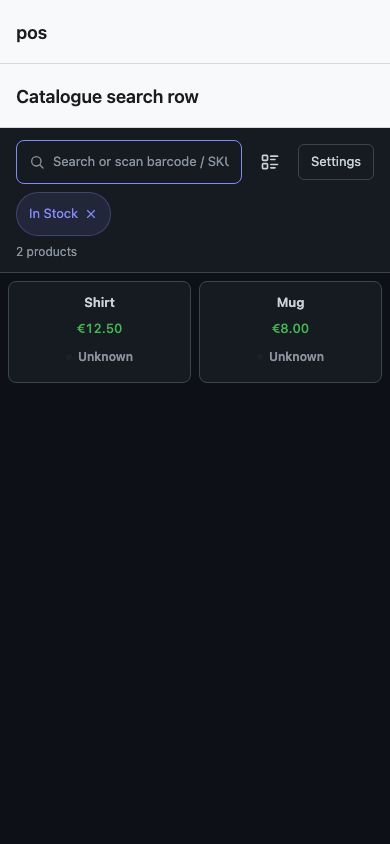 pos
Catalogue search row
Search or scan barcode / SKU
Settings
In Stock
2 products
Shirt
Mug
€12.50
€8.00
Unknown
Unknown